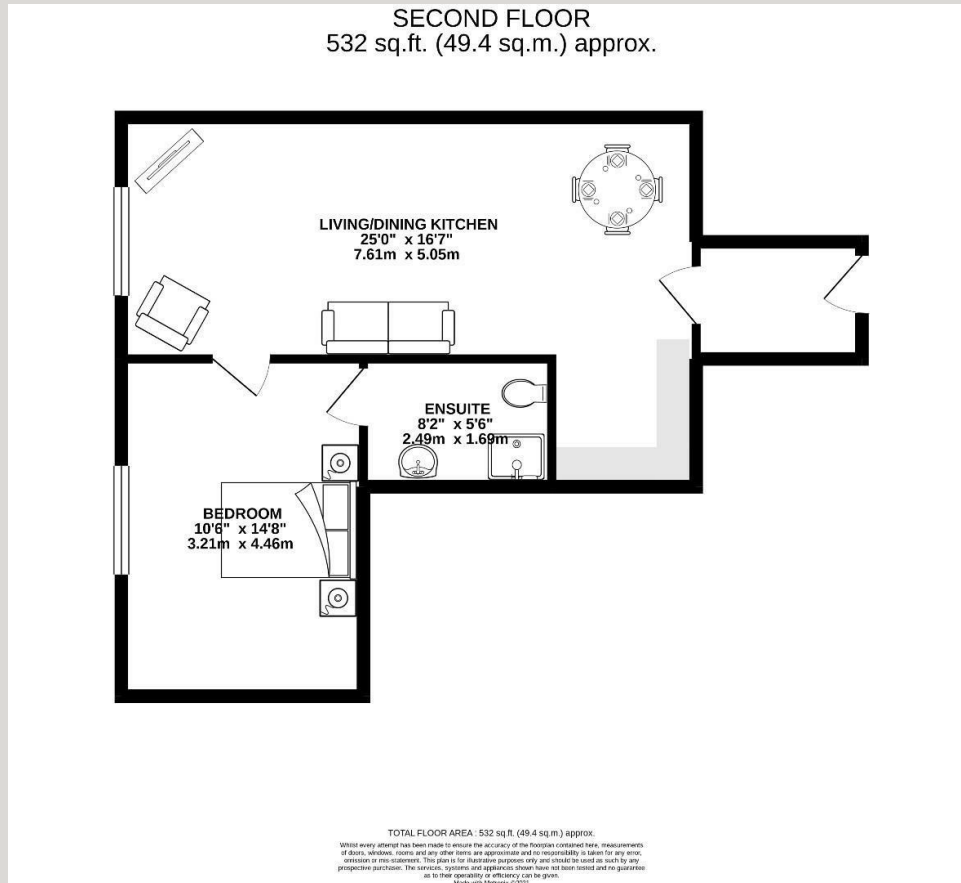 SECOND FLOOR
532 sq.ft. (49.4 sq.m.) approx.
LIVING/DINING KITCHEN
25'0" x 16'7"
7.61m x 5.05m
ENSUITE
8'2" x 5'6"
2.49m x 1.69m
BEDROOM
10'6" x 14'8"
3.21m x 4.46m
TOTAL FLOOR AREA : 532 sq.ft. (49.4 sq.m.) approx.
Whilst every attempt has been made to ensure the accuracy of the floorplan contained here, measurements
of doors, windows, rooms and any other items are approximate and no responsibility is taken for any error,
omission or mis-statement. This plan is for illustrative purposes only and should be used as such by any
prospective purchaser. The services, systems and appliances shown have not been tested and no guarantee
as to their operability or efficiency can be given.
Made with Metropix ©2021